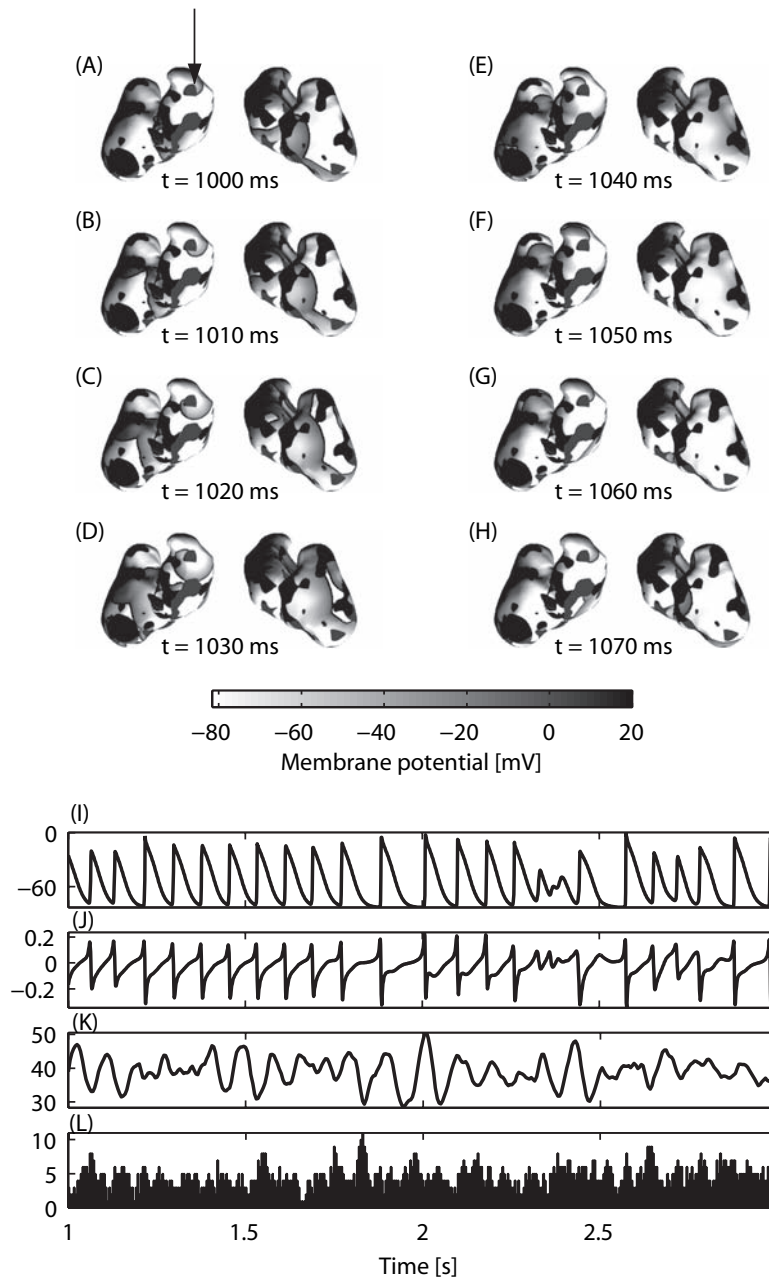 (A)
t = 1000 ms
(E)
t = 1040 ms
(B)
t = 1010 ms
(F)
t = 1050 ms
(C)
t = 1020 ms
(G)
t = 1060 ms
(D)
t = 1030 ms
(H)
t = 1070 ms
−80 −60 −40 −20 0 20
Membrane potential [mV]
(I)
0
−60
(J)
0.2
0
−0.2
(K)
50
40
30
(L)
10
5
0
1 1.5 2 2.5
Time [s]